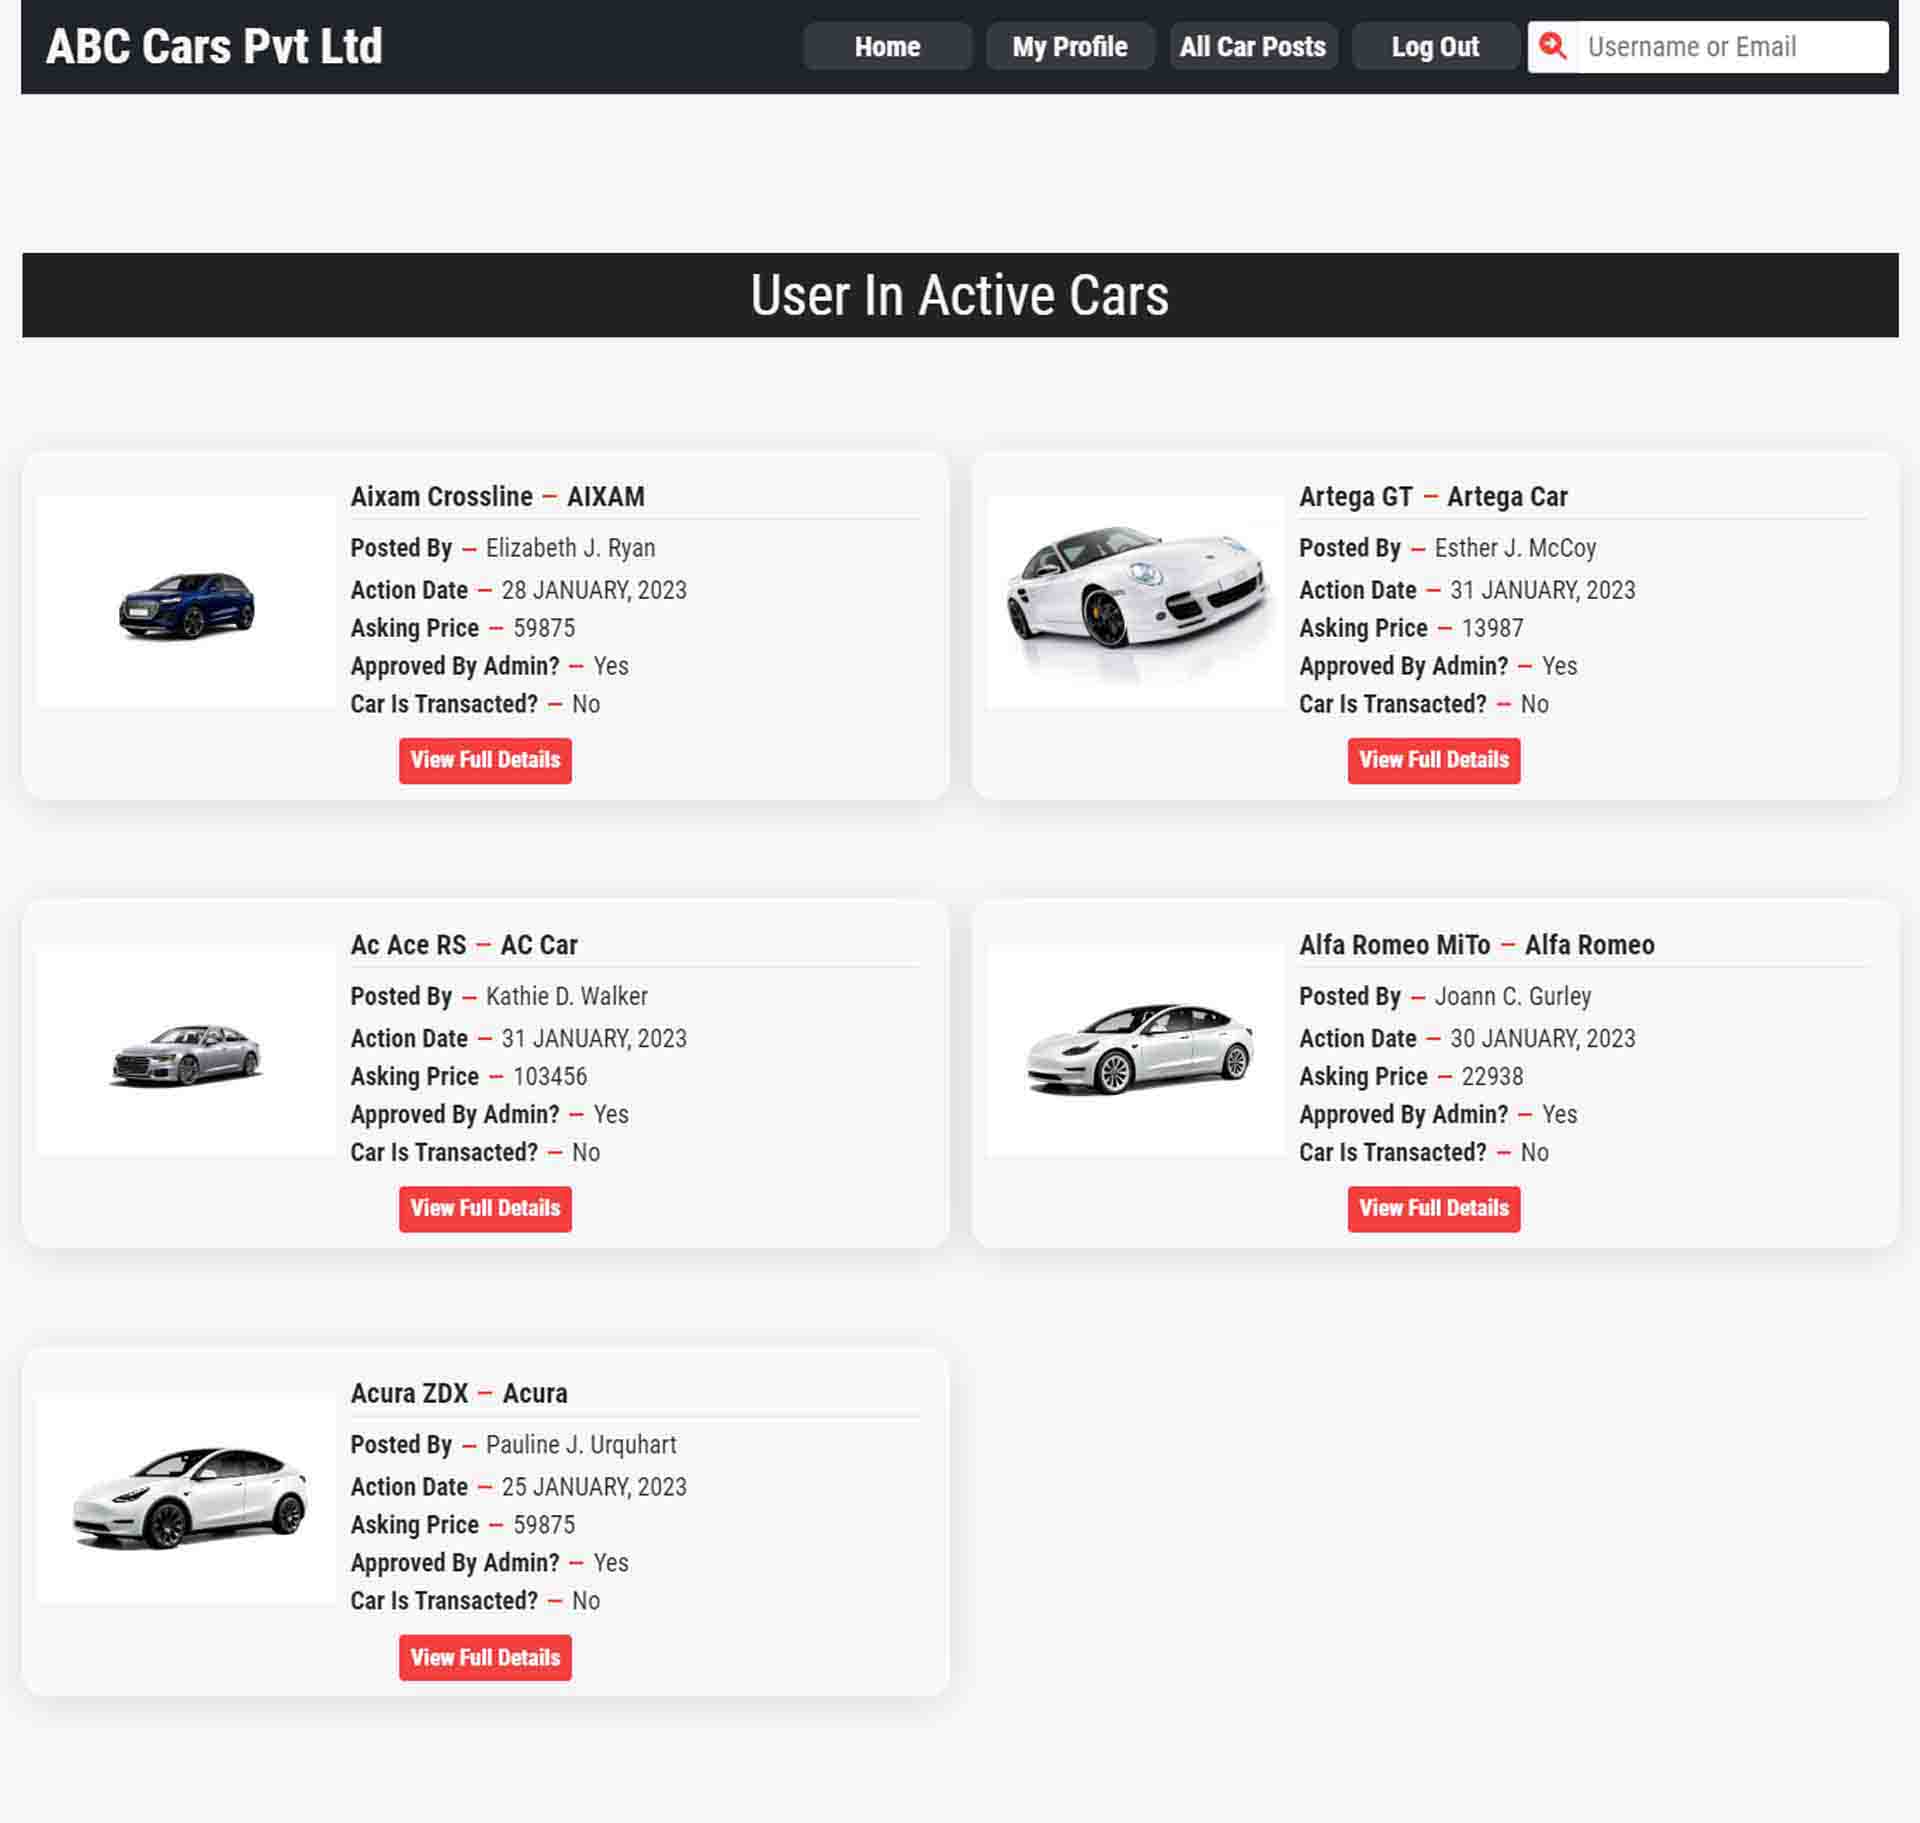 ABC Cars Pvt Ltd
Home
My Profile
All Car Posts
Log Out
Username or Email
User In Active Cars
Aixam Crossline — AIXAM
Posted By — Elizabeth J. Ryan
Action Date — 28 JANUARY, 2023
Asking Price — 59875
Approved By Admin? — Yes
Car Is Transacted? — No
View Full Details
Artega GT — Artega Car
Posted By — Esther J. McCoy
Action Date — 31 JANUARY, 2023
Asking Price — 13987
Approved By Admin? — Yes
Car Is Transacted? — No
View Full Details
Ac Ace RS — AC Car
Posted By — Kathie D. Walker
Action Date — 31 JANUARY, 2023
Asking Price — 103456
Approved By Admin? — Yes
Car Is Transacted? — No
View Full Details
Alfa Romeo MiTo — Alfa Romeo
Posted By — Joann C. Gurley
Action Date — 30 JANUARY, 2023
Asking Price — 22938
Approved By Admin? — Yes
Car Is Transacted? — No
View Full Details
Acura ZDX — Acura
Posted By — Pauline J. Urquhart
Action Date — 25 JANUARY, 2023
Asking Price — 59875
Approved By Admin? — Yes
Car Is Transacted? — No
View Full Details